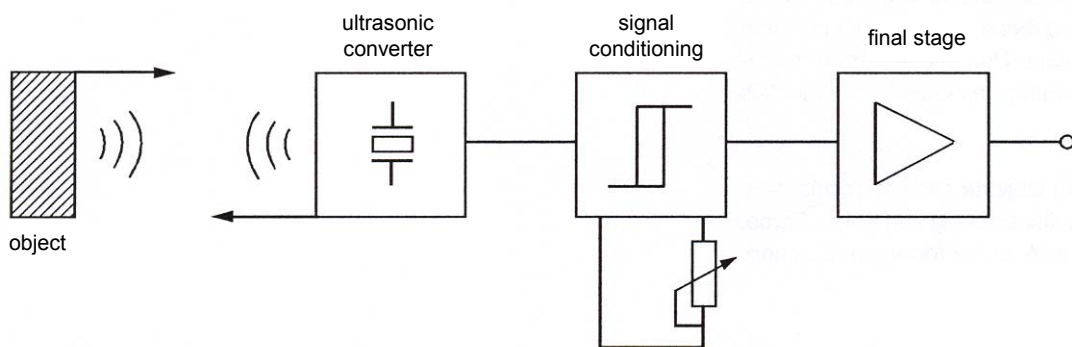 ultrasonic
converter
signal
conditioning
final stage
object